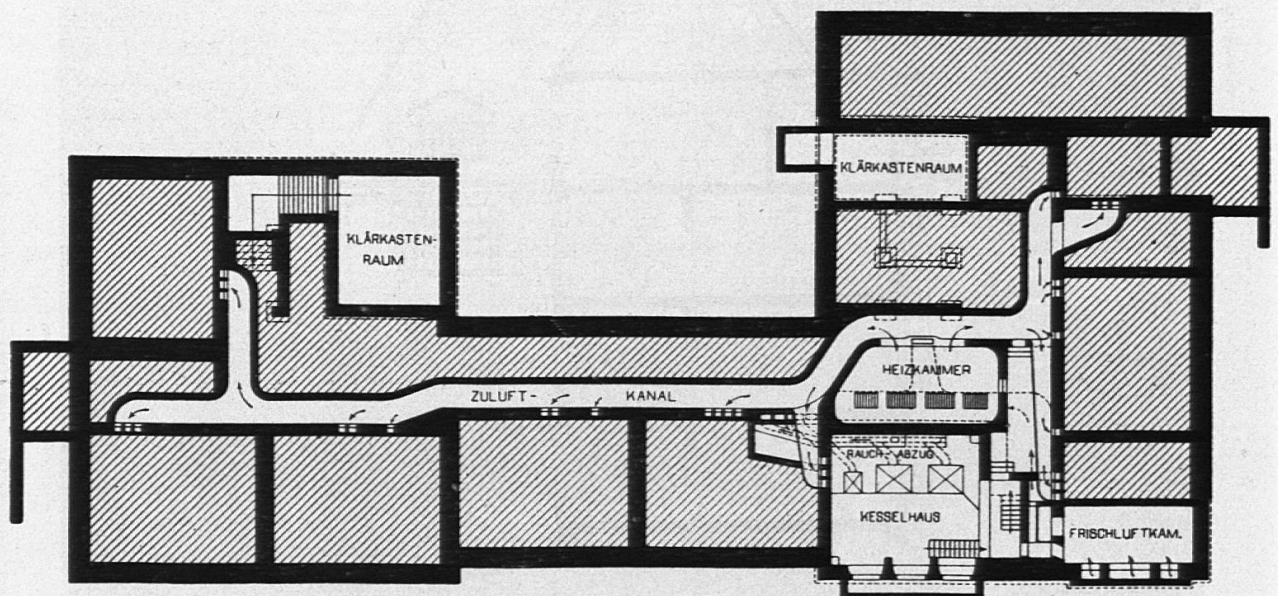 KLÄRKASTENRAUM
KLÄRKASTEN-
RAUM
HEIZKAMMER
ZULUFT- KANAL
RAUCH-ABZUG
KESSELHAUS
FRISCHLUFTKAM.